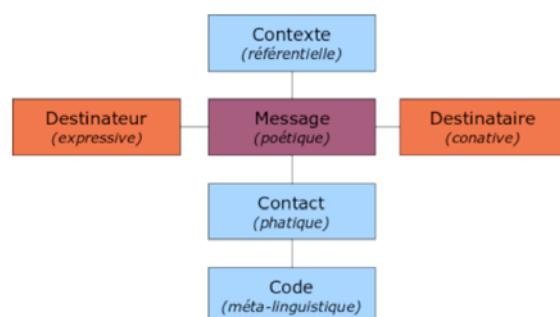 Contexte
(référentielle)
Destinateur
(expressive)
Message
(poétique)
Destinataire
(conative)
Contact
(phatique)
Code
(méta-linguistique)